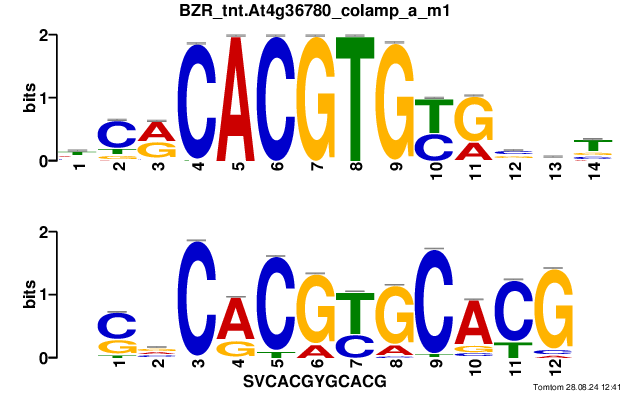 BZR_tnt.At4g36780_colamp_a_m1
2
bits
1
0
CACGTG
1 2 3 4 5 6 7 8 9 10 11 12 13 14
2
bits
1
0
1 2 3 4 5 6 7 8 9 10 11 12
SVCACGYGCACG
Tomtom 28.08.24 12:41